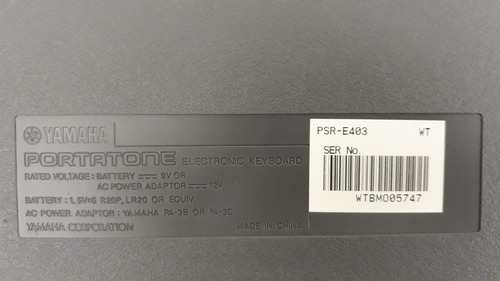 YAMAHA
PORTATONE ELECTRONIC KEYBOARD
RATED VOLTAGE : BATTERY ⎓ 9V OR
AC POWER ADAPTOR ⎓ 12V
BATTERY : 1.5V×6 R20P, LR20 OR EQUIV.
AC POWER ADAPTOR : YAMAHA PA-3B OR PA-3C
YAMAHA CORPORATION MADE IN CHINA
PSR-E403 WT
SER No.
WTBM005747